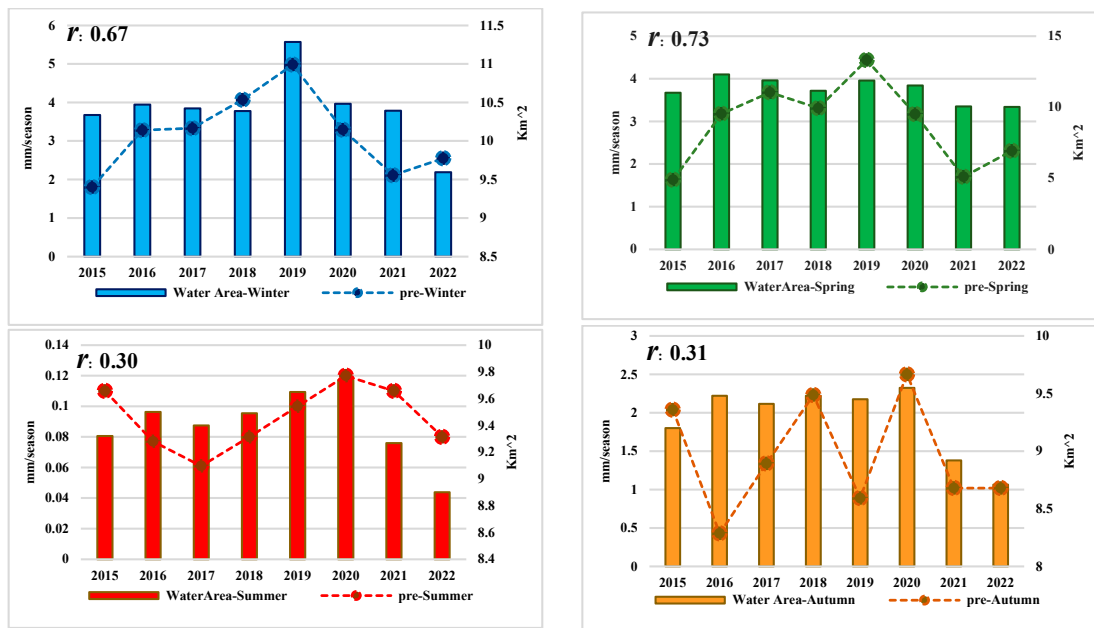 r: 0.67
mm/season
6
5
4
3
2
1
0
11.5
11
10.5
10
9.5
9
8.5
Km^2
2015 2016 2017 2018 2019 2020 2021 2022
Water Area-Winter pre-Winter
r: 0.73
mm/season
5
4
3
2
1
0
15
10
5
0
Km^2
2015 2016 2017 2018 2019 2020 2021 2022
WaterArea-Spring pre-Spring
r: 0.30
mm/season
0.14
0.12
0.1
0.08
0.06
0.04
0.02
0
10
9.8
9.6
9.4
9.2
9
8.8
8.6
8.4
Km^2
2015 2016 2017 2018 2019 2020 2021 2022
WaterArea-Summer pre-Summer
r: 0.31
mm/season
3
2.5
2
1.5
1
0.5
0
10
9.5
9
8.5
8
Km^2
2015 2016 2017 2018 2019 2020 2021 2022
Water Area-Autumn pre-Autumn